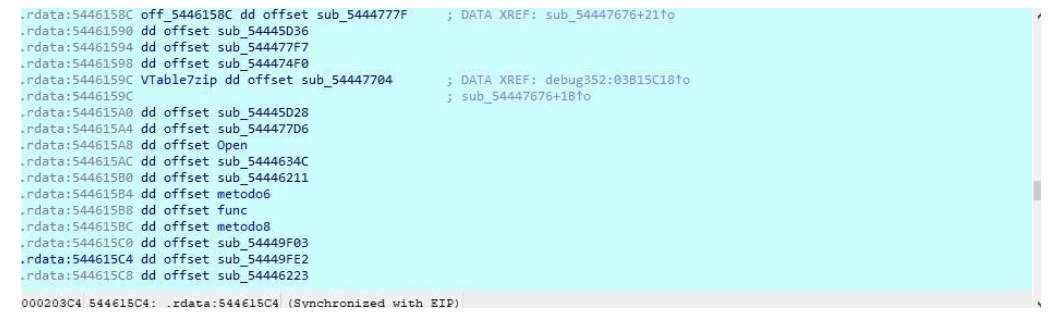 .rdata:5446158C off_5446158C dd offset sub_5444777F ; DATA XREF: sub_54447676+21↑o
.rdata:54461590 dd offset sub_54445D36
.rdata:54461594 dd offset sub_544477F7
.rdata:54461598 dd offset sub_544474F0
.rdata:5446159C VTable7zip dd offset sub_54447704 ; DATA XREF: debug352:03B15C18↑o
.rdata:5446159C ; sub_54447676+1B↑o
.rdata:544615A0 dd offset sub_54445D28
.rdata:544615A4 dd offset sub_544477D6
.rdata:544615A8 dd offset Open
.rdata:544615AC dd offset sub_5444634C
.rdata:544615B0 dd offset sub_54446211
.rdata:544615B4 dd offset metodo6
.rdata:544615B8 dd offset func
.rdata:544615BC dd offset metodo8
.rdata:544615C0 dd offset sub_54449F03
.rdata:544615C4 dd offset sub_54449FE2
.rdata:544615C8 dd offset sub_54446223
000203C4 544615C4: .rdata:544615C4 (Synchronized with EIP)